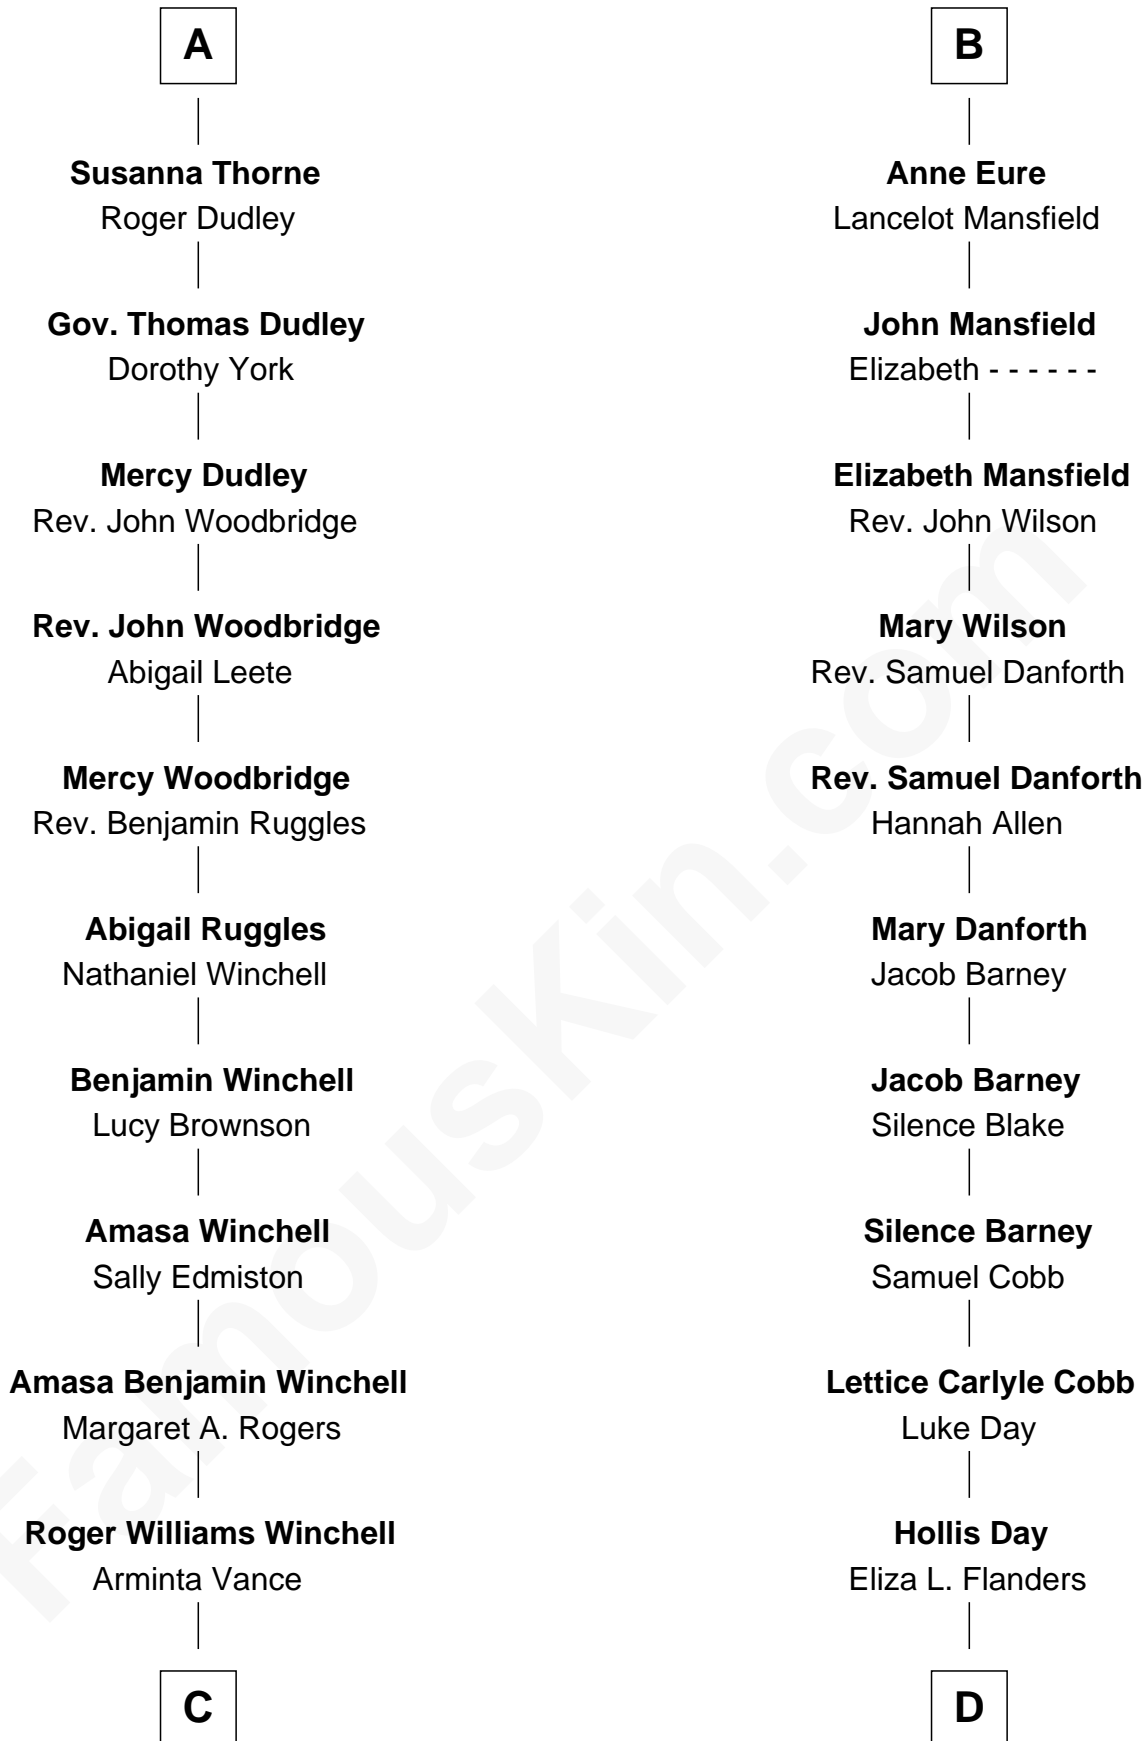 A
Susanna Thorne
Roger Dudley
Gov. Thomas Dudley
Dorothy York
Mercy Dudley
Rev. John Woodbridge
Rev. John Woodbridge
Abigail Leete
Mercy Woodbridge
Rev. Benjamin Ruggles
Abigail Ruggles
Nathaniel Winchell
Benjamin Winchell
Lucy Brownson
Amasa Winchell
Sally Edmiston
Amasa Benjamin Winchell
Margaret A. Rogers
Roger Williams Winchell
Arminta Vance
C
B
Anne Eure
Lancelot Mansfield
John Mansfield
Elizabeth - - - - - -
Elizabeth Mansfield
Rev. John Wilson
Mary Wilson
Rev. Samuel Danforth
Rev. Samuel Danforth
Hannah Allen
Mary Danforth
Jacob Barney
Jacob Barney
Silence Blake
Silence Barney
Samuel Cobb
Lettice Carlyle Cobb
Luke Day
Hollis Day
Eliza L. Flanders
D
FamousKin.com